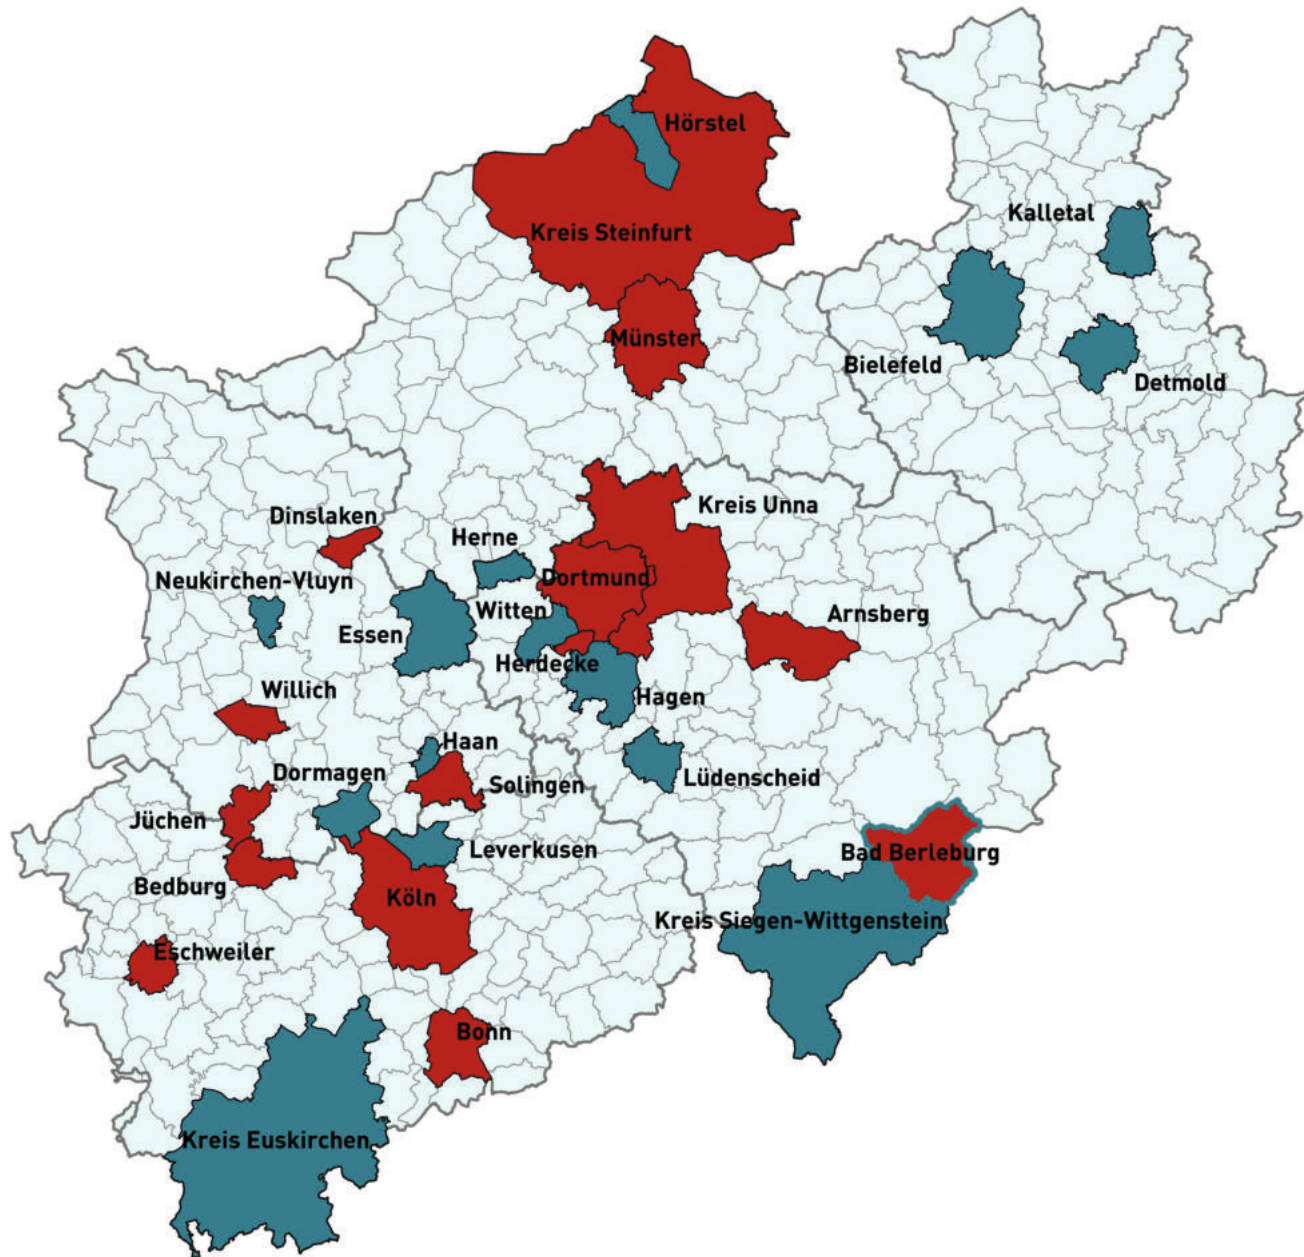 Hörstel
Kalletal
Kreis Steinfurt
Münster
Bielefeld
Detmold
Kreis Unna
Dinslaken
Herne
Neukirchen-Vluyn
Dortmund
Witten
Arnsberg
Essen
Herdecke
Willich
Hagen
Haan
Dormagen
Lüdenscheid
Solingen
Jüchen
Leverkusen
Bad Berleburg
Bedburg
Köln
Kreis Siegen-Wittgenstein
Eschweiler
Bonn
Kreis Euskirchen